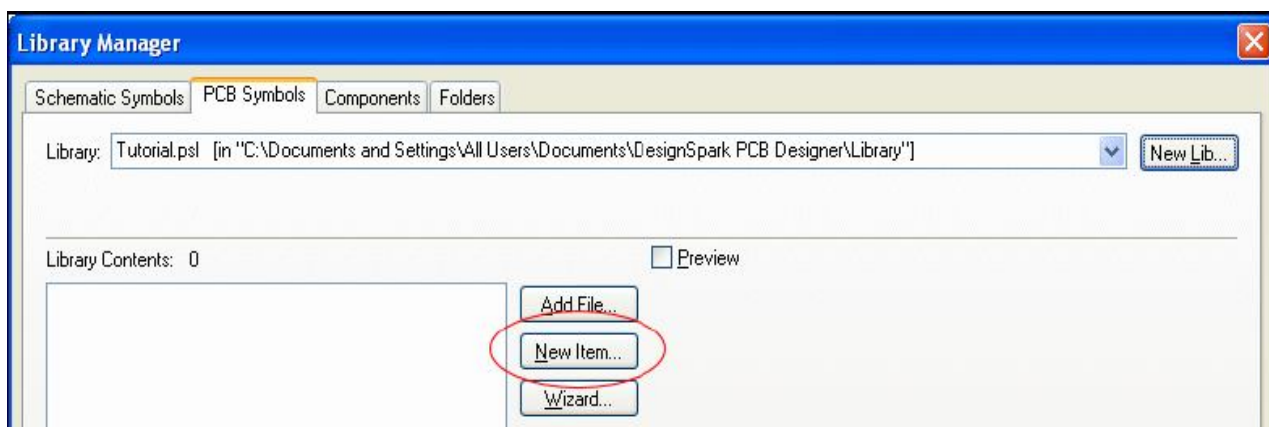 Library Manager
Schematic Symbols PCB Symbols Components Folders
Library: Tutorial.psl [in "C:\Documents and Settings\All Users\Documents\DesignSpark PCB Designer\Library"] New Lib...
Library Contents: 0 Preview
Add File...
New Item...
Wizard...